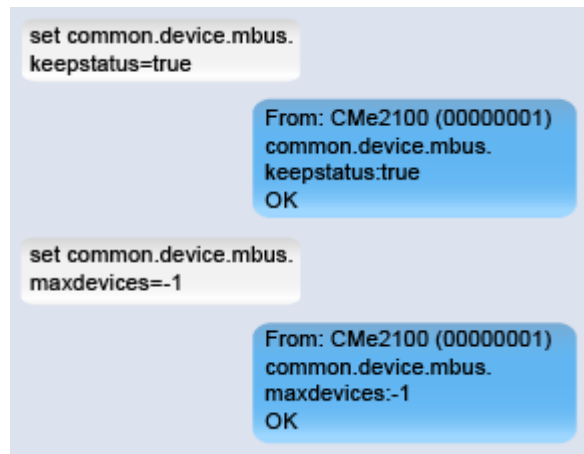 set common.device.mbus.
keepstatus=true
From: CMe2100 (00000001)
common.device.mbus.
keepstatus:true
OK
set common.device.mbus.
maxdevices=-1
From: CMe2100 (00000001)
common.device.mbus.
maxdevices:-1
OK